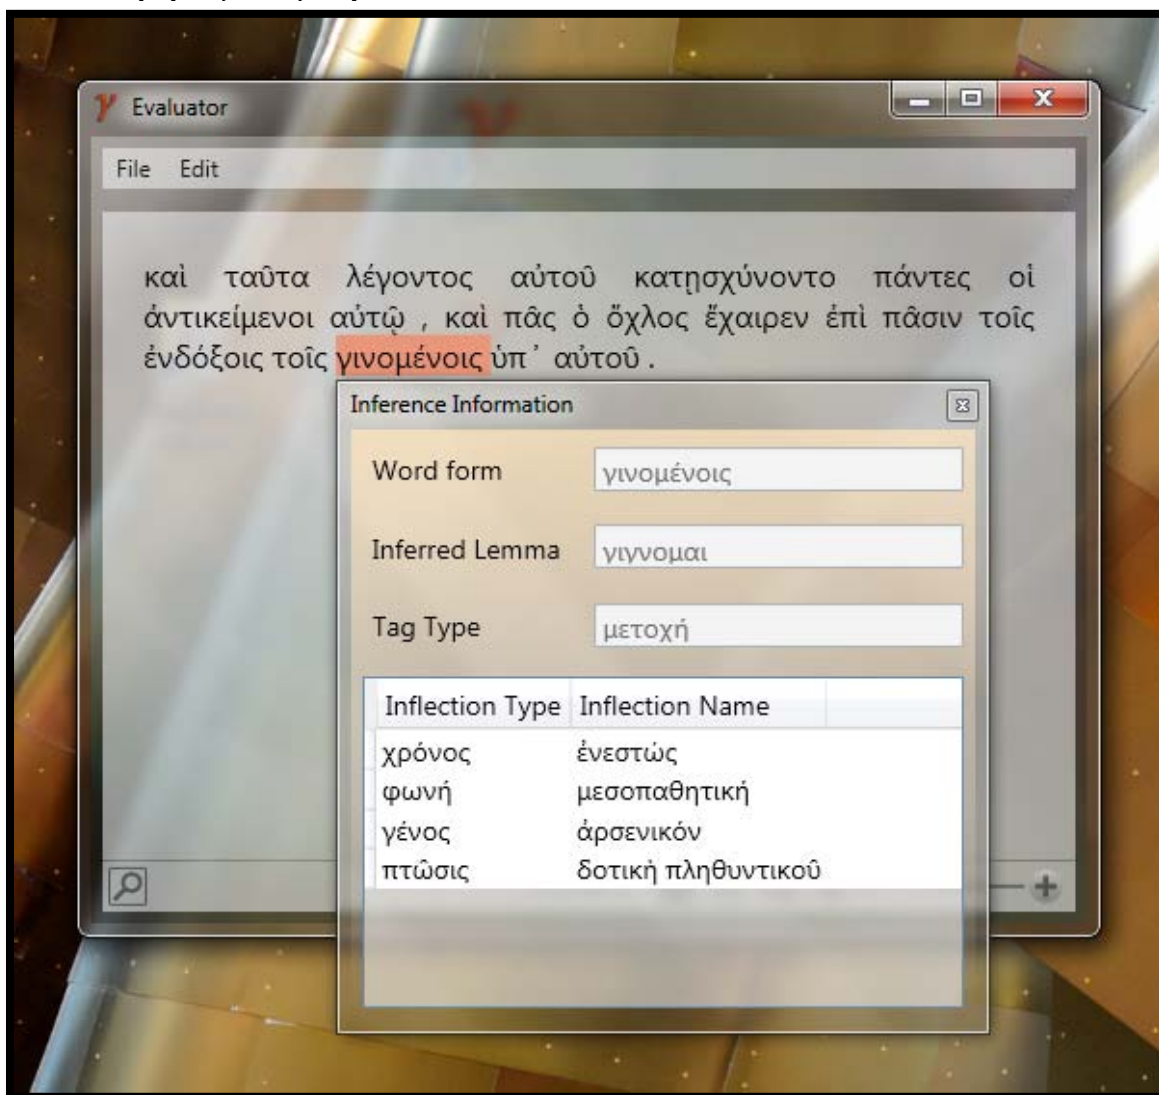 γ Evaluator
File Edit
καὶ ταῦτα λέγοντος αὐτοῦ κατῃσχύνοντο πάντες οἱ
ἀντικείμενοι αὐτῷ , καὶ πᾶς ὁ ὄχλος ἔχαιρεν ἐπὶ πᾶσιν τοῖς
ἐνδόξοις τοῖς γινομένοις ὑπ ᾽ αὐτοῦ .
Inference Information
Word form γινομένοις
Inferred Lemma γιγνομαι
Tag Type μετοχή
Inflection Type Inflection Name
χρόνος ἐνεστώς
φωνή μεσοπαθητική
γένος ἀρσενικόν
πτῶσις δοτικὴ πληθυντικοῦ